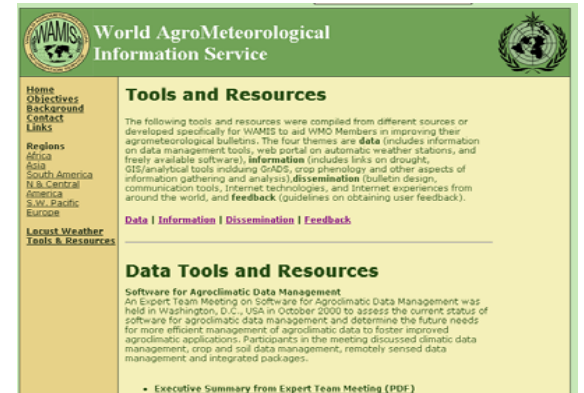 WAMIS
World AgroMeteorological
Information Service
Home
Objectives
Background
Contact
Links
Regions
Africa
Asia
South America
N & Central
America
S.W. Pacific
Europe
Locust Weather
Tools & Resources
Tools and Resources
The following tools and resources were compiled from different sources or
developed specifically for WAMIS to aid WMO Members in improving their
agrometeorological bulletins. The four themes are data (includes information
on data management tools, web portal on automatic weather stations, and
freely available software), information (includes links on drought,
GIS/analytical tools including GrADS, crop phenology and other aspects of
information gathering and analysis),dissemination (bulletin design,
communication tools, Internet technologies, and Internet experiences from
around the world, and feedback (guidelines on obtaining user feedback).
Data | Information | Dissemination | Feedback
Data Tools and Resources
Software for Agroclimatic Data Management
An Expert Team Meeting on Software for Agroclimatic Data Management was
held in Washington, D.C., USA in October 2000 to assess the current status of
software for agroclimatic data management and determine the future needs
for more efficient management of agroclimatic data to foster improved
agroclimatic applications. Participants in the meeting discussed climatic data
management, crop and soil data management, remotely sensed data
management and integrated packages.
• Executive Summary from Expert Team Meeting (PDF)